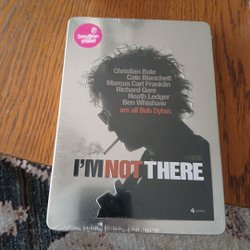 Christian Bale
Cate Blanchett
Marcus Carl Franklin
Richard Gere
Heath Ledger
Ben Whishaw
are all Bob Dylan.
I'M NOT THERE